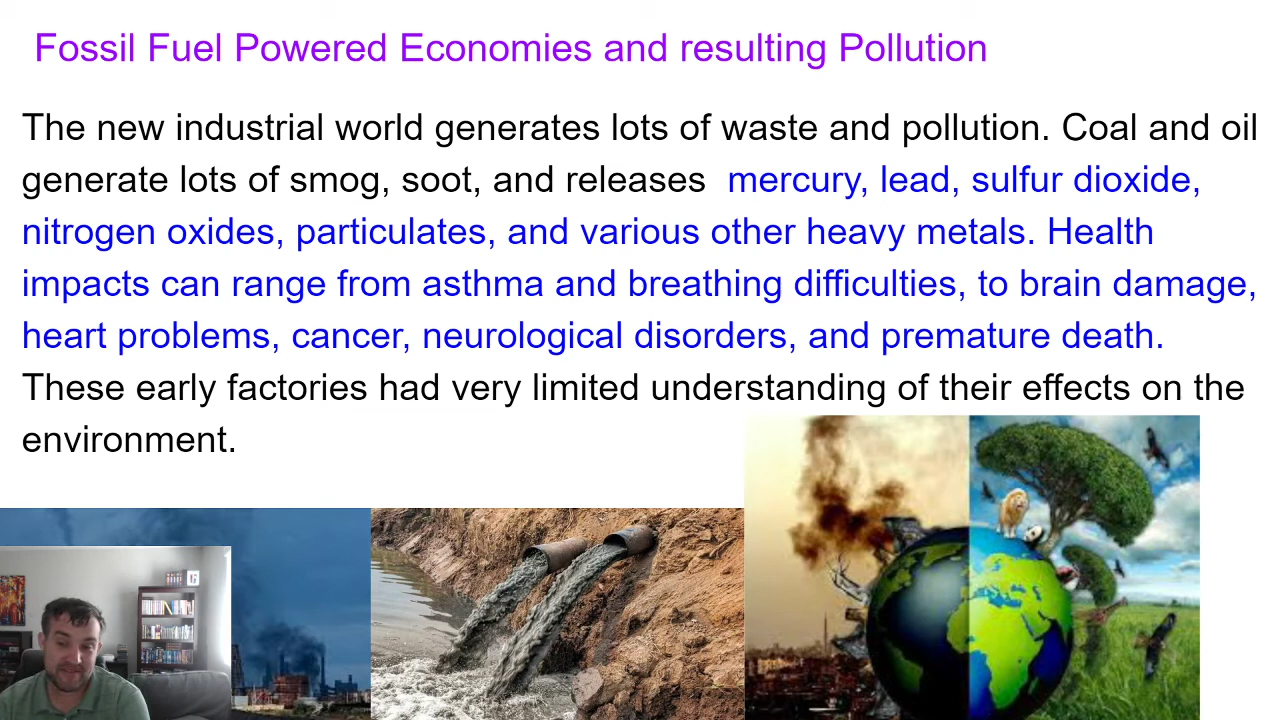 Fossil Fuel Powered Economies and resulting Pollution
The new industrial world generates lots of waste and pollution. Coal and oil
generate lots of smog, soot, and releases mercury, lead, sulfur dioxide,
nitrogen oxides, particulates, and various other heavy metals. Health
impacts can range from asthma and breathing difficulties, to brain damage,
heart problems, cancer, neurological disorders, and premature death.
These early factories had very limited understanding of their effects on the
environment.